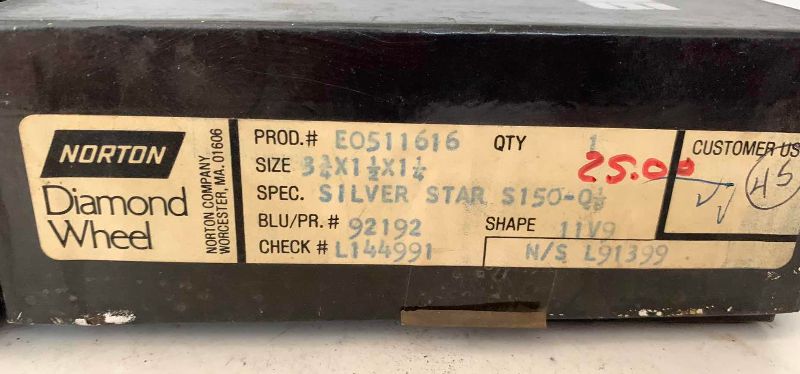 NORTON
Diamond
Wheel
NORTON COMPANY
WORCESTER, MA. 01606
PROD.# E0511616 QTY 1
SIZE 3¾X1½X1¼
25.00
SPEC. SILVER STAR S150-Q⅛
BLU/PR.# 92192 SHAPE 11V9
CHECK # L144991 N/S L91399
CUSTOMER US
45